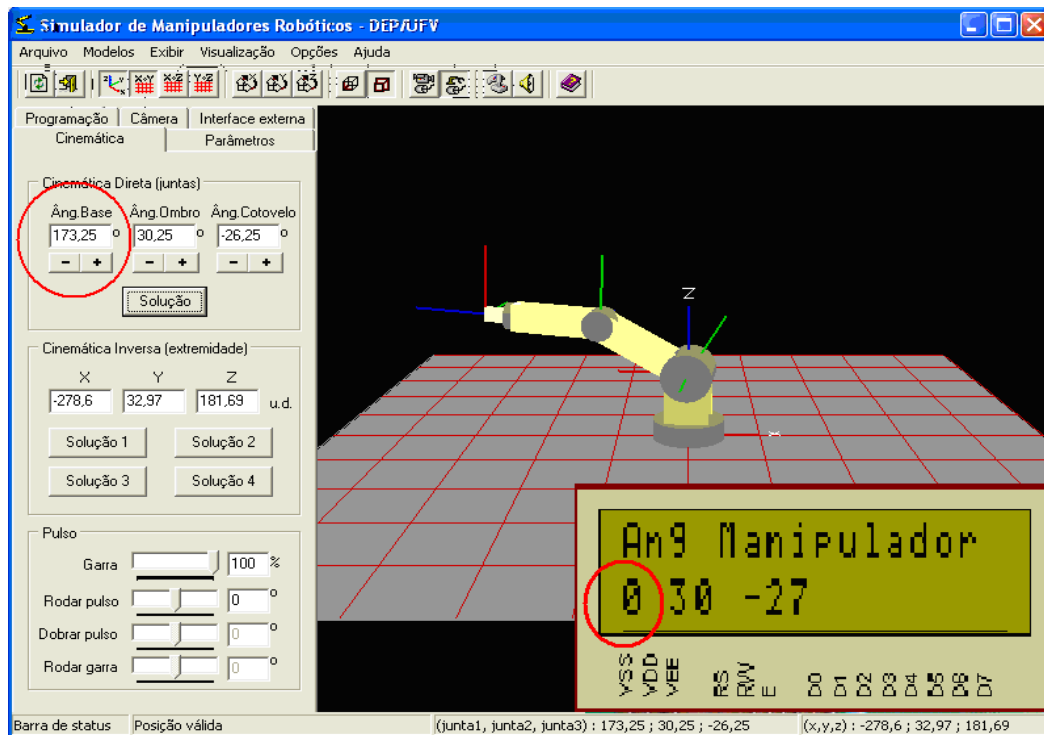 Simulador de Manipuladores Robóticos - DEP/UFV
Arquivo Modelos Exibir Visualização Opções Ajuda
X-Y X-Z Y-Z
Programação Câmera Interface externa
Cinemática Parâmetros
Cinemática Direta (juntas)
Âng.Base Âng.Ombro Âng.Cotovelo
173,25 º 30,25 º -26,25 º
- + - + - +
Solução
Cinemática Inversa (extremidade)
X Y Z
-278,6 32,97 181,69 u.d.
Solução 1 Solução 2
Solução 3 Solução 4
Pulso
Garra 100 %
Rodar pulso 0 º
Dobrar pulso 0 º
Rodar garra 0 º
Z
x
Ang Manipulador
0 30 -27
VSS VDD VEE RS RW E D0 D1 D2 D3 D4 D5 D6 D7
Barra de status Posição válida (junta1, junta2, junta3) : 173,25 ; 30,25 ; -26,25 (x,y,z) : -278,6 ; 32,97 ; 181,69